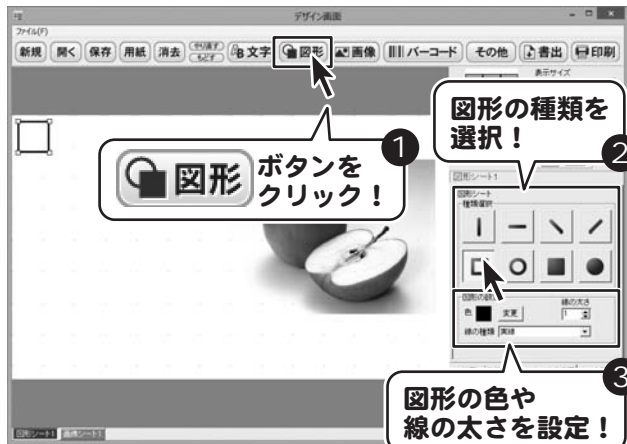 デザイン画面
ファイル(F)
新規 開く 保存 用紙 消去 やり直す もどす 文字 図形 画像 バーコード その他 書出 印刷
表示サイズ
図形の種類を
選択！
2
1
図形 ボタンを
クリック！
図形シート1
図形シート
種類選択
線の太さ
色 変更 1
線の種類 実線
3
図形の色や
線の太さを設定！
図形シート1 画像シート1